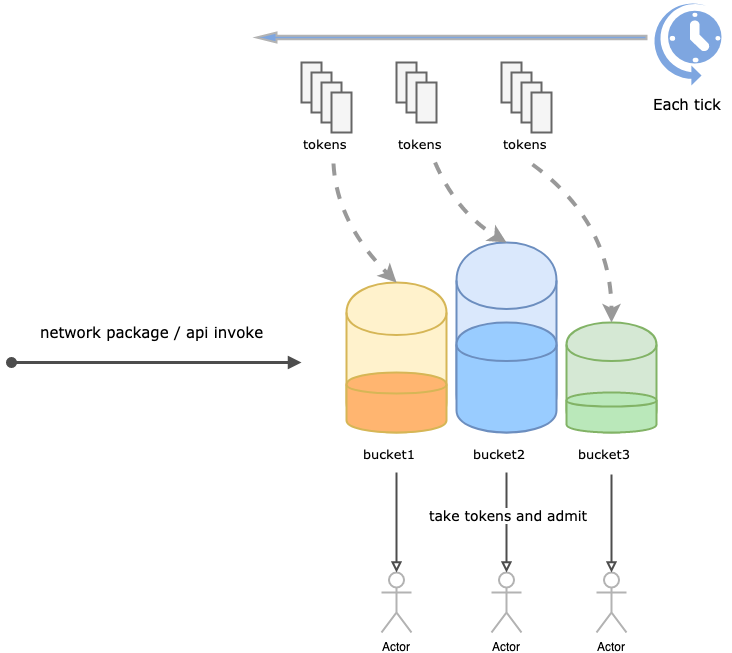 Each tick
tokens
tokens
tokens
network package / api invoke
bucket1
bucket2
bucket3
take tokens and admit
Actor
Actor
Actor